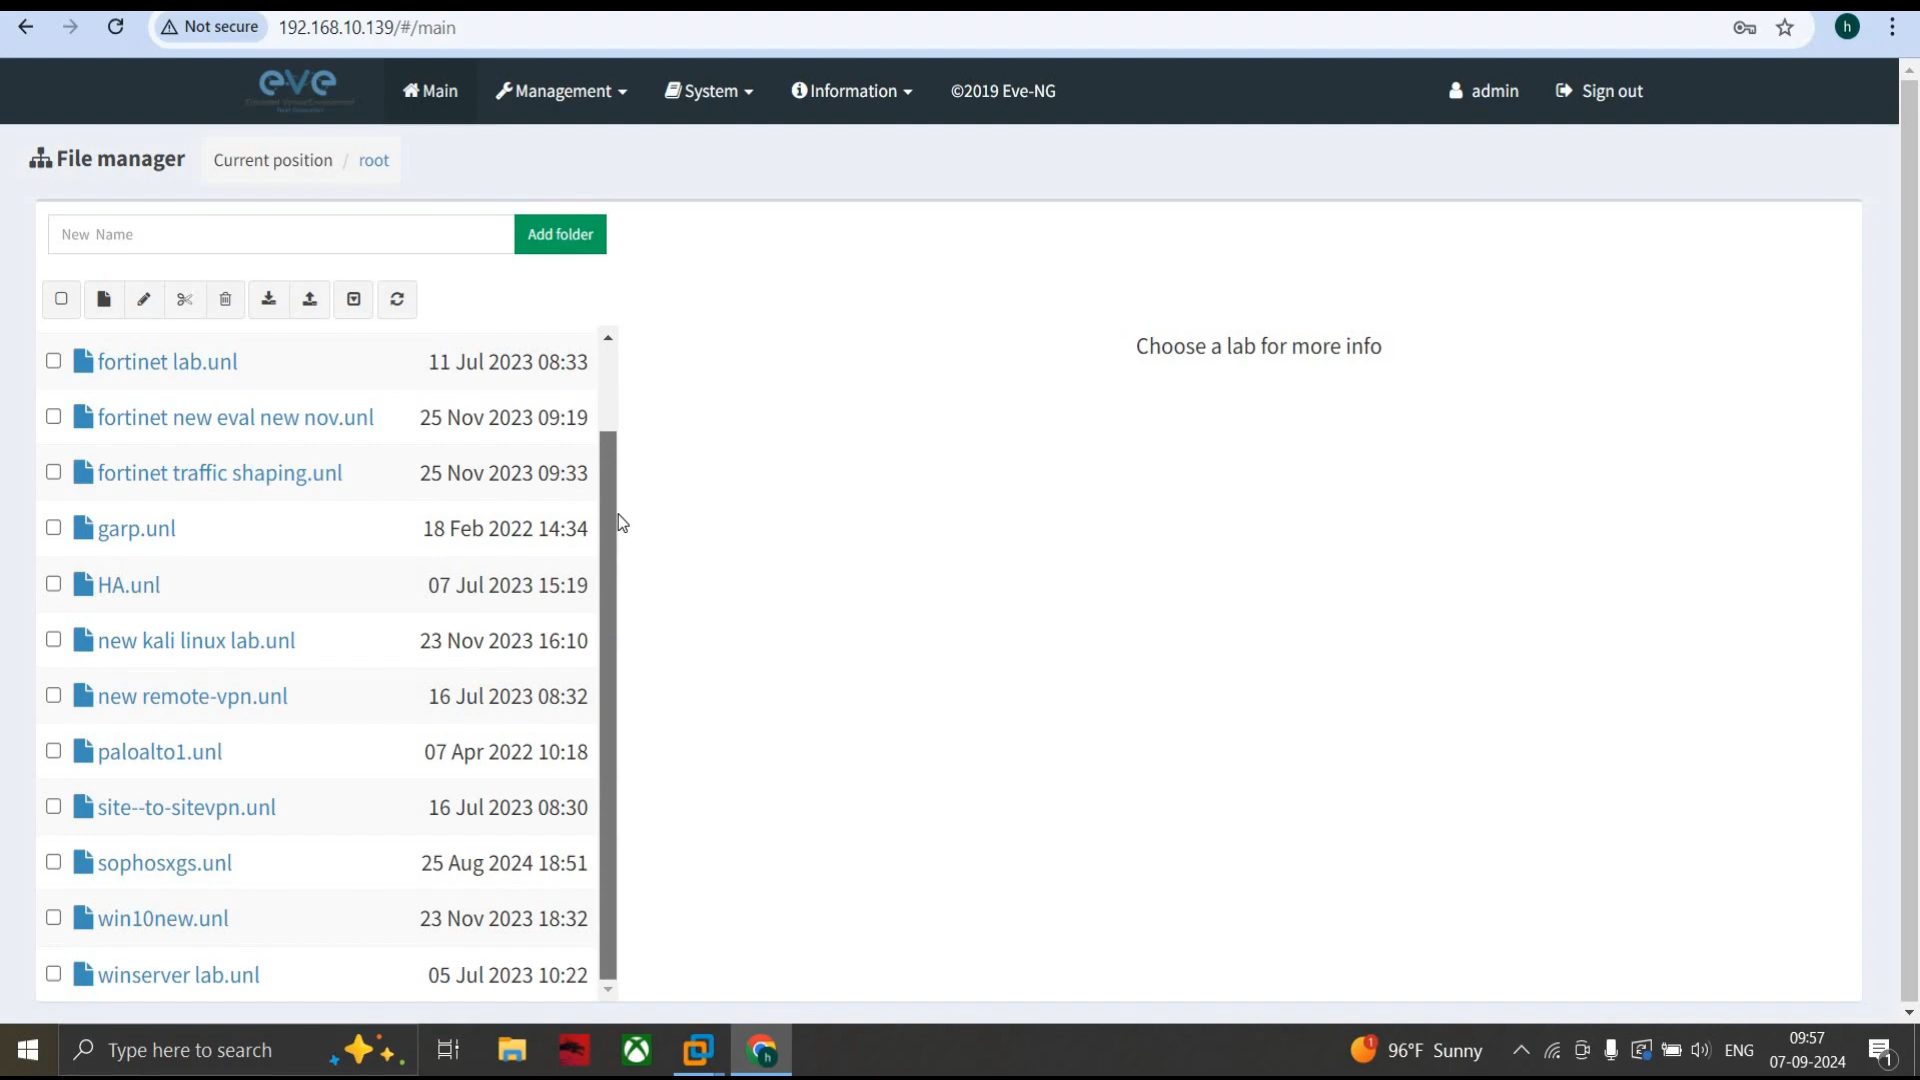 Not secure 192.168.10.139/#/main h
eve Main Management System Information ©2019 Eve-NG admin Sign out
File manager Current position / root
New Name Add folder
fortinet lab.unl 11 Jul 2023 08:33
Choose a lab for more info
fortinet new eval new nov.unl 25 Nov 2023 09:19
fortinet traffic shaping.unl 25 Nov 2023 09:33
garp.unl 18 Feb 2022 14:34
HA.unl 07 Jul 2023 15:19
new kali linux lab.unl 23 Nov 2023 16:10
new remote-vpn.unl 16 Jul 2023 08:32
paloalto1.unl 07 Apr 2022 10:18
site--to-sitevpn.unl 16 Jul 2023 08:30
sophosxgs.unl 25 Aug 2024 18:51
win10new.unl 23 Nov 2023 18:32
winserver lab.unl 05 Jul 2023 10:22
Type here to search 96°F Sunny ENG 09:57
07-09-2024